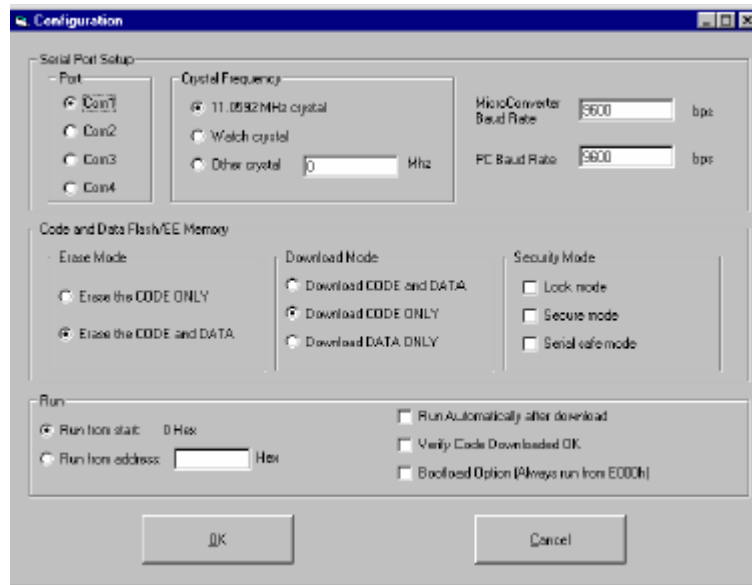 Configuration
Serial Port Setup
Port
Com1
Com2
Com3
Com4
Crystal Frequency
11.0592 MHz crystal
Watch crystal
Other crystal 0 Mhz
MicroConverter
Baud Rate 9600 bps
PC Baud Rate 9600 bps
Code and Data Flash/EE Memory
Erase Mode
Erase the CODE ONLY
Erase the CODE and DATA
Download Mode
Download CODE and DATA
Download CODE ONLY
Download DATA ONLY
Security Mode
Lock mode
Secure mode
Serial safe mode
Run
Run from start: 0 Hex
Run from address: Hex
Run Automatically after download
Verify Code Downloaded OK
Bootload Option (Always run from E000h)
OK
Cancel